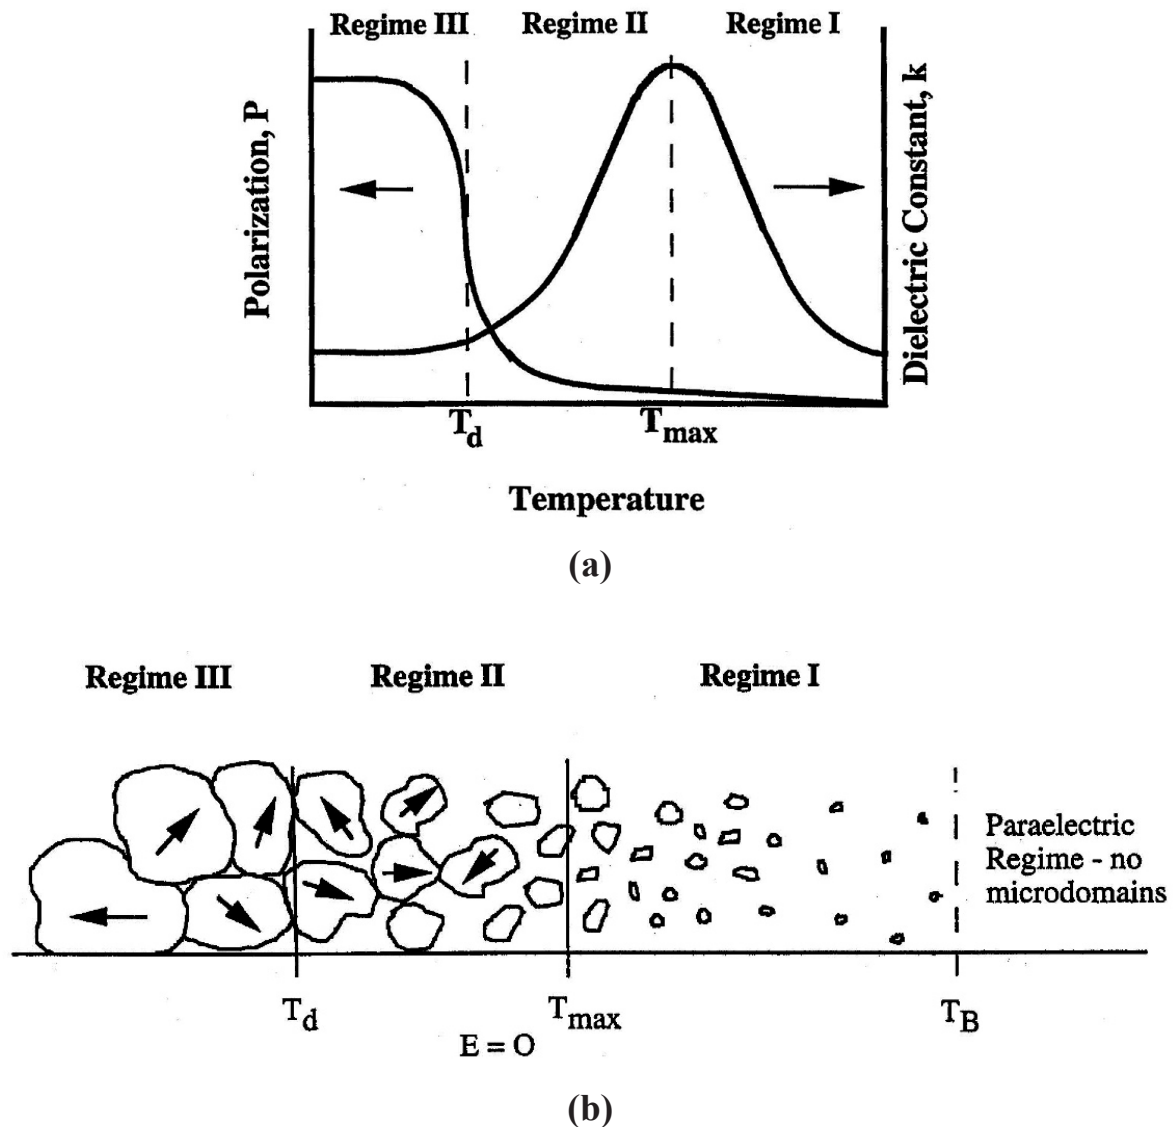 Regime III Regime II Regime I
Polarization, P
Dielectric Constant, k
T_d T_max
Temperature
(a)
Regime III Regime II Regime I
Paraelectric
Regime - no
microdomains
T_d T_max T_B
E = O
(b)